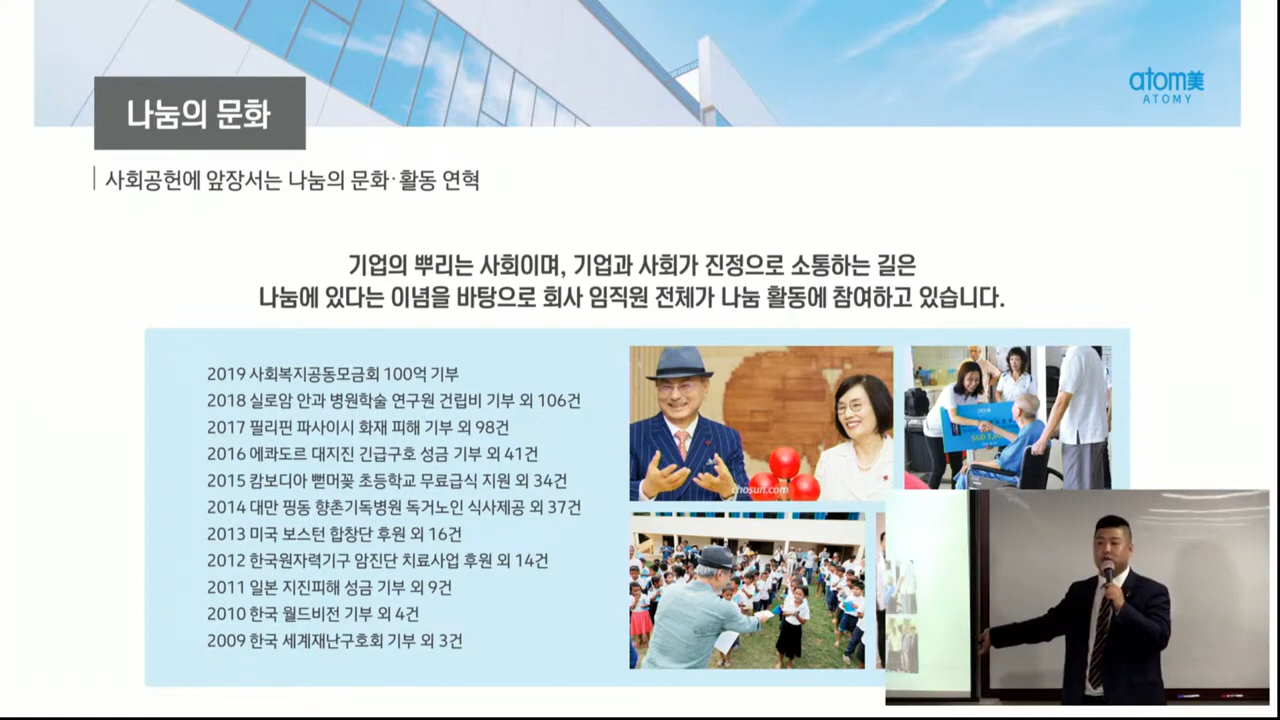 atom美
ATOMY
나눔의 문화
사회공헌에 앞장서는 나눔의 문화·활동 연혁
기업의 뿌리는 사회이며, 기업과 사회가 진정으로 소통하는 길은
나눔에 있다는 이념을 바탕으로 회사 임직원 전체가 나눔 활동에 참여하고 있습니다.
2019 사회복지공동모금회 100억 기부
2018 실로암 안과 병원학술 연구원 건립비 기부 외 106건
2017 필리핀 파사이시 화재 피해 기부 외 98건
2016 에콰도르 대지진 긴급구호 성금 기부 외 41건
2015 캄보디아 뻗머꽃 초등학교 무료급식 지원 외 34건
2014 대만 핑동 향촌기독병원 독거노인 식사제공 외 37건
2013 미국 보스턴 합창단 후원 외 16건
2012 한국원자력기구 암진단 치료사업 후원 외 14건
2011 일본 지진피해 성금 기부 외 9건
2010 한국 월드비전 기부 외 4건
2009 한국 세계재난구호회 기부 외 3건
chosun.com
SGD